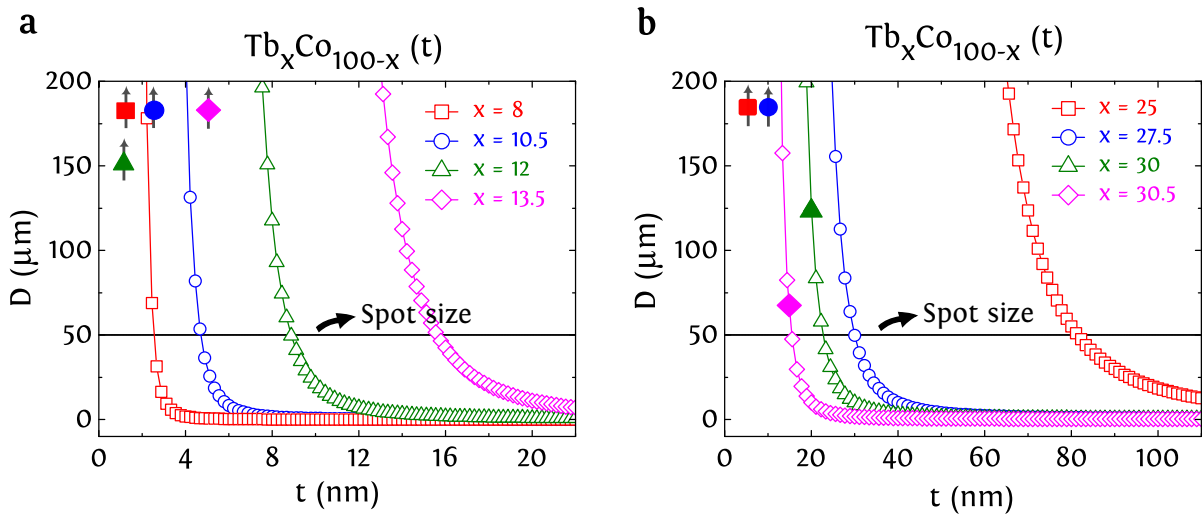 a
Tb_xCo_100-x (t)
200
150
100
50
0
D (μm)
x = 8
x = 10.5
x = 12
x = 13.5
Spot size
0 4 8 12 16 20
t (nm)
b
Tb_xCo_100-x (t)
200
150
100
50
0
D (μm)
x = 25
x = 27.5
x = 30
x = 30.5
Spot size
0 20 40 60 80 100
t (nm)